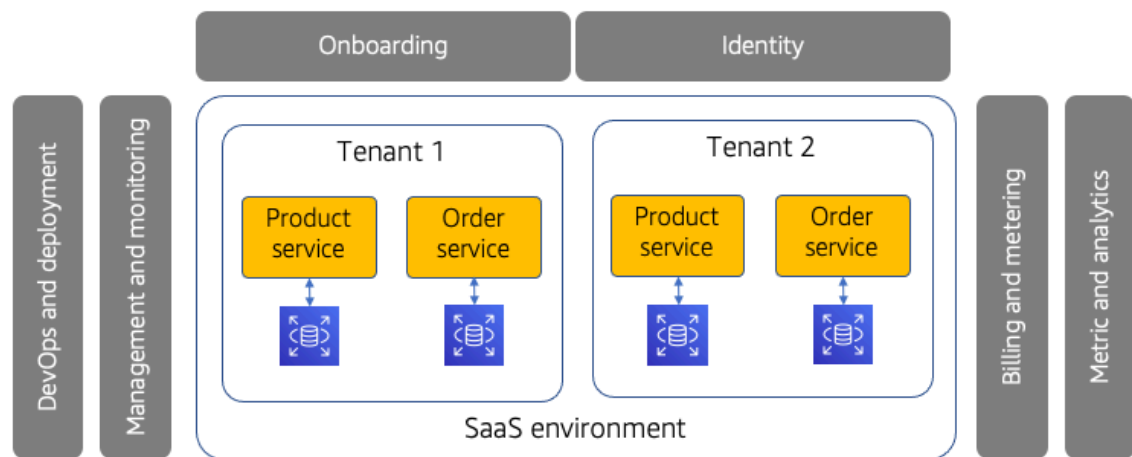 Onboarding
Identity
DevOps and deployment
Management and monitoring
Tenant 1
Product
service
Order
service
Tenant 2
Product
service
Order
service
SaaS environment
Billing and metering
Metric and analytics